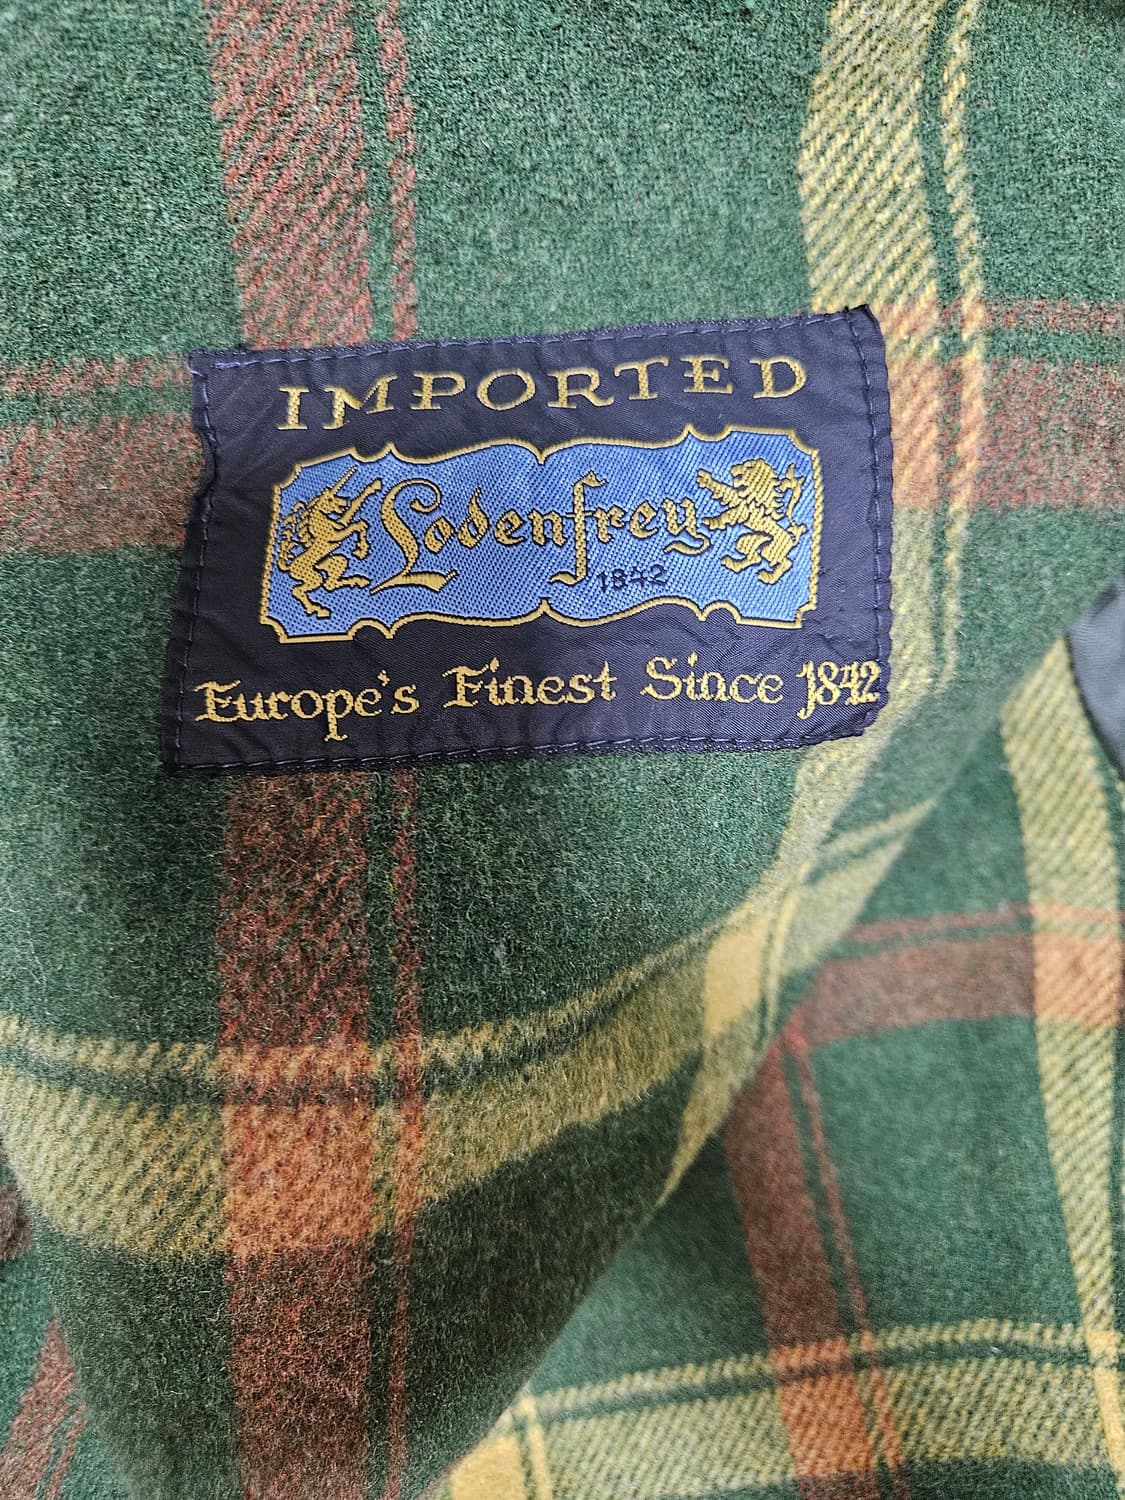 IMPORTED
Lodenfrey
1842
Europe's Finest Since 1842